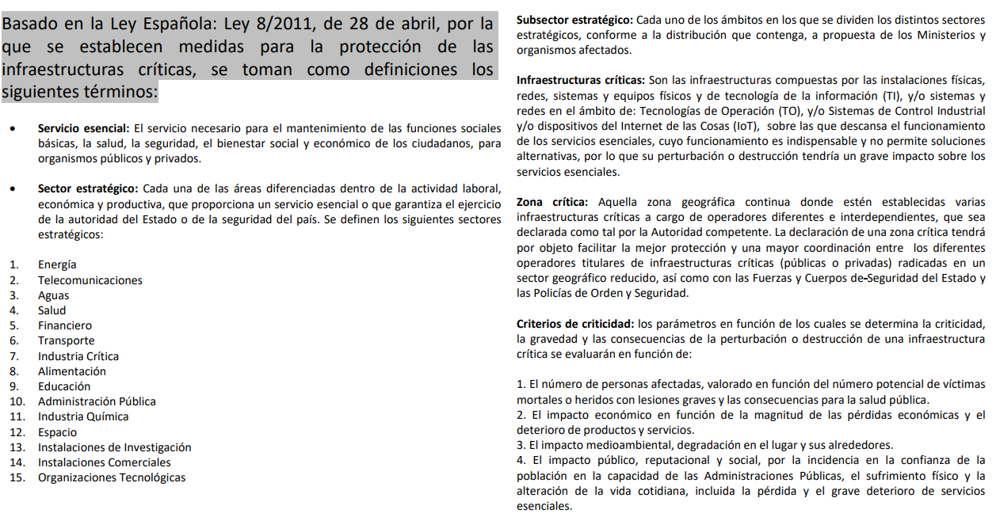 Basado en la Ley Española: Ley 8/2011, de 28 de abril, por la
que se establecen medidas para la protección de las
infraestructuras críticas, se toman como definiciones los
siguientes términos:
• Servicio esencial: El servicio necesario para el mantenimiento de las funciones sociales
básicas, la salud, la seguridad, el bienestar social y económico de los ciudadanos, para
organismos públicos y privados.
• Sector estratégico: Cada una de las áreas diferenciadas dentro de la actividad laboral,
económica y productiva, que proporciona un servicio esencial o que garantiza el ejercicio
de la autoridad del Estado o de la seguridad del país. Se definen los siguientes sectores
estratégicos:
1. Energía
2. Telecomunicaciones
3. Aguas
4. Salud
5. Financiero
6. Transporte
7. Industria Crítica
8. Alimentación
9. Educación
10. Administración Pública
11. Industria Química
12. Espacio
13. Instalaciones de Investigación
14. Instalaciones Comerciales
15. Organizaciones Tecnológicas
Subsector estratégico: Cada uno de los ámbitos en los que se dividen los distintos sectores
estratégicos, conforme a la distribución que contenga, a propuesta de los Ministerios y
organismos afectados.
Infraestructuras críticas: Son las infraestructuras compuestas por las instalaciones físicas,
redes, sistemas y equipos físicos y de tecnología de la información (TI), y/o sistemas y
redes en el ámbito de: Tecnologías de Operación (TO), y/o Sistemas de Control Industrial
y/o dispositivos del Internet de las Cosas (IoT), sobre las que descansa el funcionamiento
de los servicios esenciales, cuyo funcionamiento es indispensable y no permite soluciones
alternativas, por lo que su perturbación o destrucción tendría un grave impacto sobre los
servicios esenciales.
Zona crítica: Aquella zona geográfica continua donde estén establecidas varias
infraestructuras críticas a cargo de operadores diferentes e interdependientes, que sea
declarada como tal por la Autoridad competente. La declaración de una zona crítica tendrá
por objeto facilitar la mejor protección y una mayor coordinación entre los diferentes
operadores titulares de infraestructuras críticas (públicas o privadas) radicadas en un
sector geográfico reducido, así como con las Fuerzas y Cuerpos de-Seguridad del Estado y
las Policías de Orden y Seguridad.
Criterios de criticidad: los parámetros en función de los cuales se determina la criticidad,
la gravedad y las consecuencias de la perturbación o destrucción de una infraestructura
crítica se evaluarán en función de:
1. El número de personas afectadas, valorado en función del número potencial de víctimas
mortales o heridos con lesiones graves y las consecuencias para la salud pública.
2. El impacto económico en función de la magnitud de las pérdidas económicas y el
deterioro de productos y servicios.
3. El impacto medioambiental, degradación en el lugar y sus alrededores.
4. El impacto público, reputacional y social, por la incidencia en la confianza de la
población en la capacidad de las Administraciones Públicas, el sufrimiento físico y la
alteración de la vida cotidiana, incluida la pérdida y el grave deterioro de servicios
esenciales.